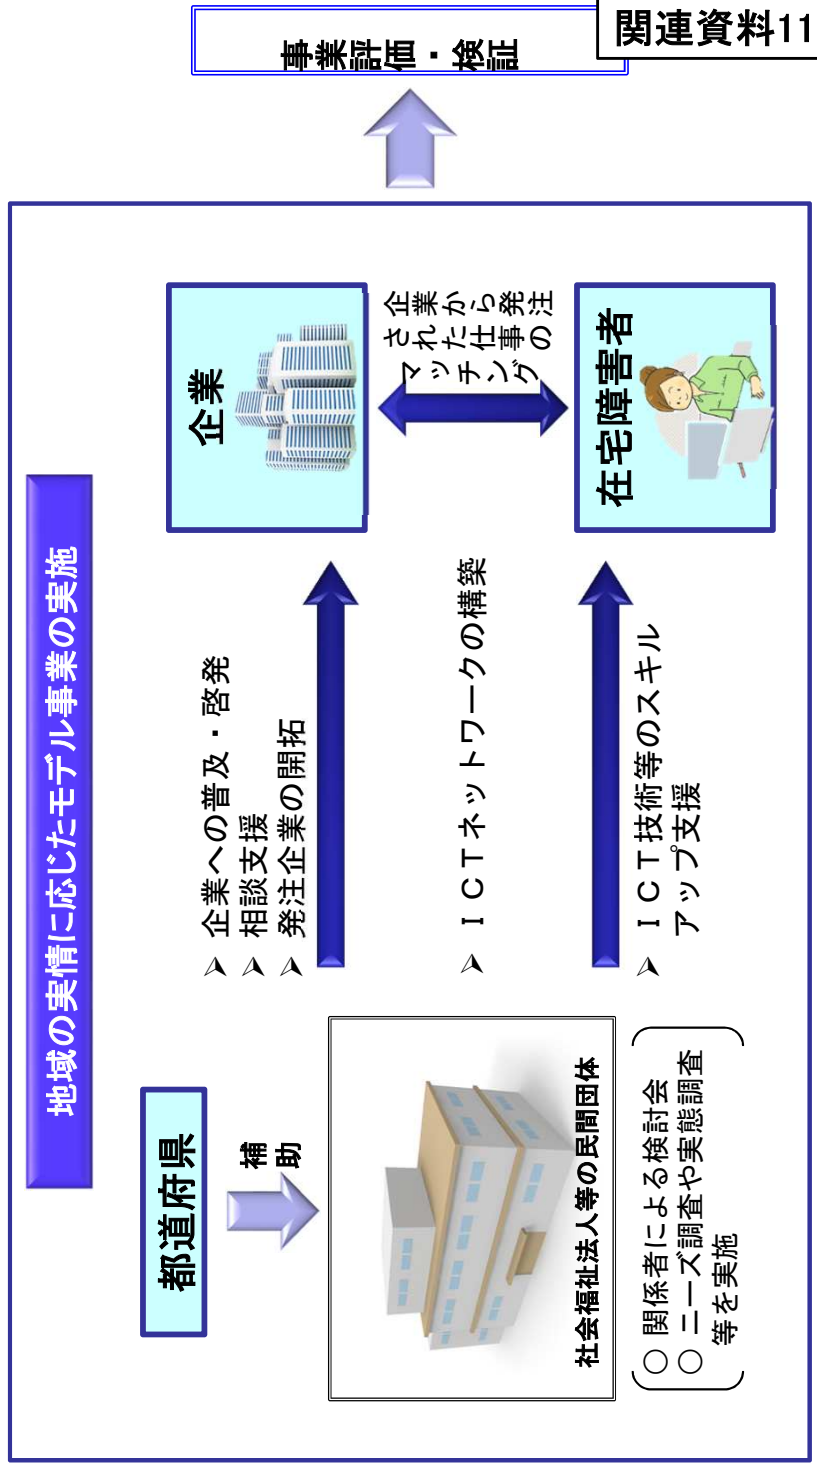 関連資料11
地域の実情に応じたモデル事業の実施
都道府県
補助
社会福祉法人等の民間団体
○ 関係者による検討会
○ ニーズ調査や実態調査
等を実施
➢ 企業への普及・啓発
➢ 相談支援
➢ 発注企業の開拓
➢ ＩＣＴネットワークの構築
➢ ＩＣＴ技術等のスキル
アップ支援
企業
企業から発注
された仕事の
マッチング
在宅障害者
事業評価・検証